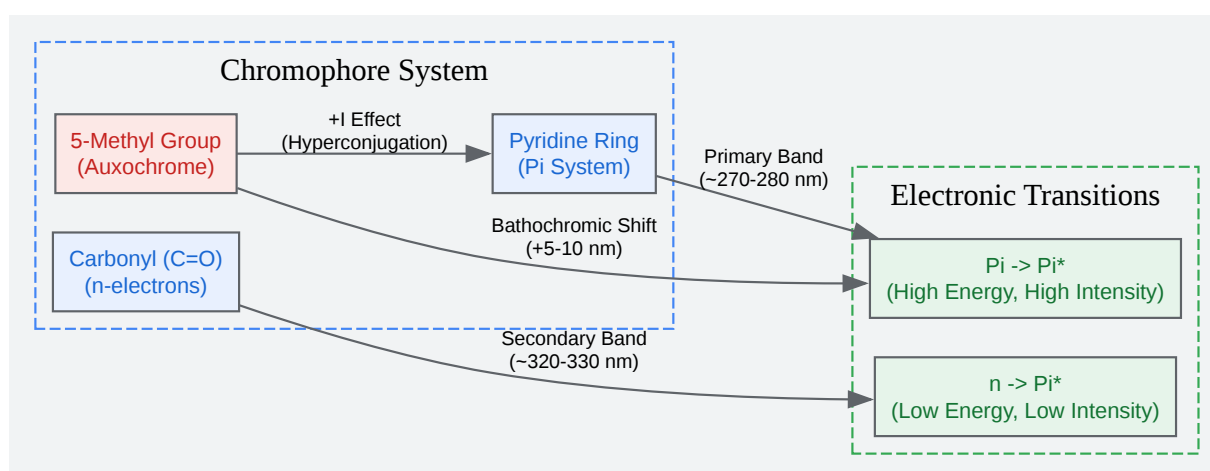 Chromophore System
5-Methyl Group
(Auxochrome)
+I Effect
(Hyperconjugation)
Pyridine Ring
(Pi System)
Primary Band
(~270-280 nm)
Bathochromic Shift
(+5-10 nm)
Carbonyl (C=O)
(n-electrons)
Secondary Band
(~320-330 nm)
Electronic Transitions
Pi -> Pi*
(High Energy, High Intensity)
n -> Pi*
(Low Energy, Low Intensity)